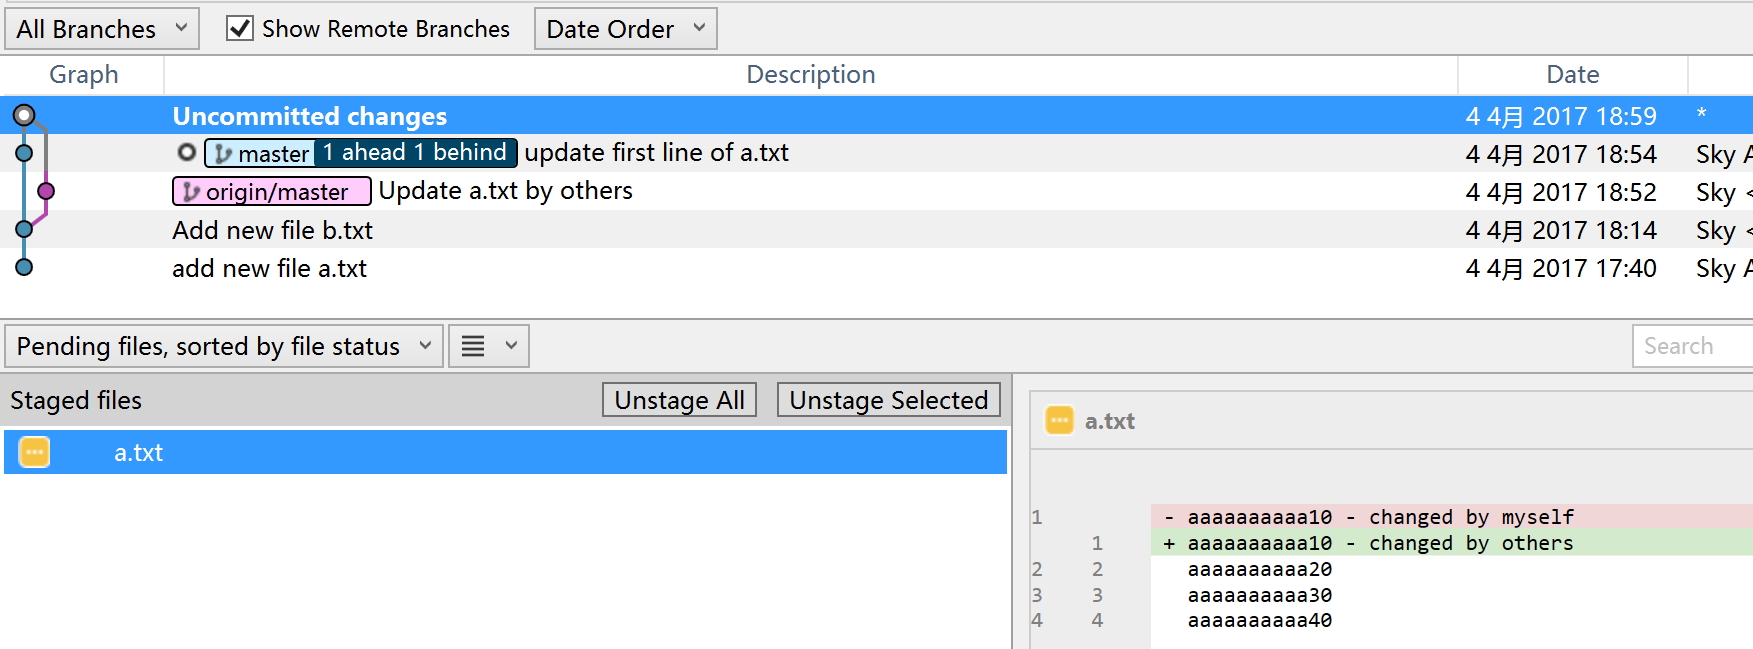 All Branches Show Remote Branches Date Order
Graph Description Date
Uncommitted changes 4 4月 2017 18:59 *
master 1 ahead 1 behind update first line of a.txt 4 4月 2017 18:54 Sky A
origin/master Update a.txt by others 4 4月 2017 18:52 Sky <
Add new file b.txt 4 4月 2017 18:14 Sky <
add new file a.txt 4 4月 2017 17:40 Sky A
Pending files, sorted by file status Search
Staged files Unstage All Unstage Selected
a.txt
a.txt
1 - aaaaaaaaaa10 - changed by myself
1 + aaaaaaaaaa10 - changed by others
2 2 aaaaaaaaaa20
3 3 aaaaaaaaaa30
4 4 aaaaaaaaaa40